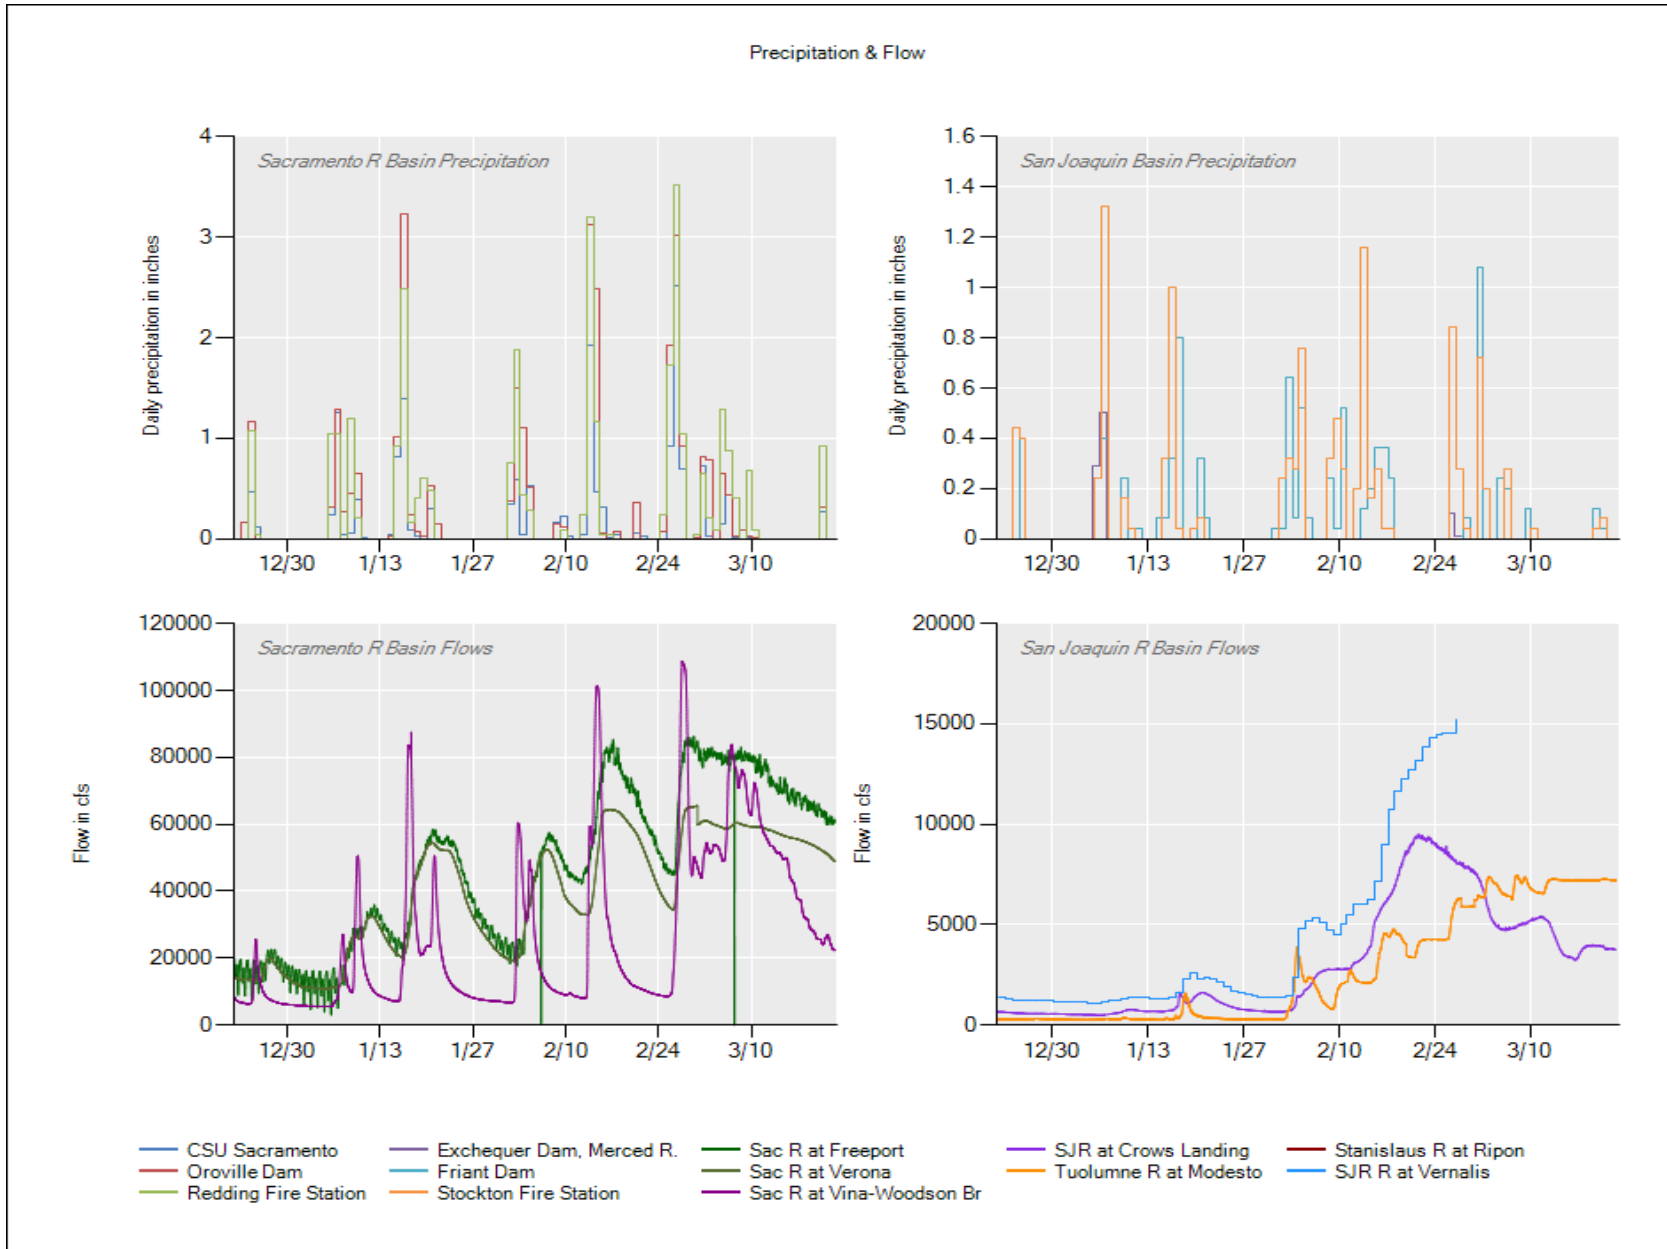 Precipitation & Flow
Sacramento R Basin Precipitation
Daily precipitation in inches
4
3
2
1
0
12/30 1/13 1/27 2/10 2/24 3/10
San Joaquin Basin Precipitation
Daily precipitation in inches
1.6
1.4
1.2
1
0.8
0.6
0.4
0.2
0
12/30 1/13 1/27 2/10 2/24 3/10
Sacramento R Basin Flows
Flow in cfs
120000
100000
80000
60000
40000
20000
0
12/30 1/13 1/27 2/10 2/24 3/10
San Joaquin R Basin Flows
Flow in cfs
20000
15000
10000
5000
0
12/30 1/13 1/27 2/10 2/24 3/10
CSU Sacramento
Oroville Dam
Redding Fire Station
Exchequer Dam, Merced R.
Friant Dam
Stockton Fire Station
Sac R at Freeport
Sac R at Verona
Sac R at Vina-Woodson Br
SJR at Crows Landing
Tuolumne R at Modesto
Stanislaus R at Ripon
SJR R at Vernalis